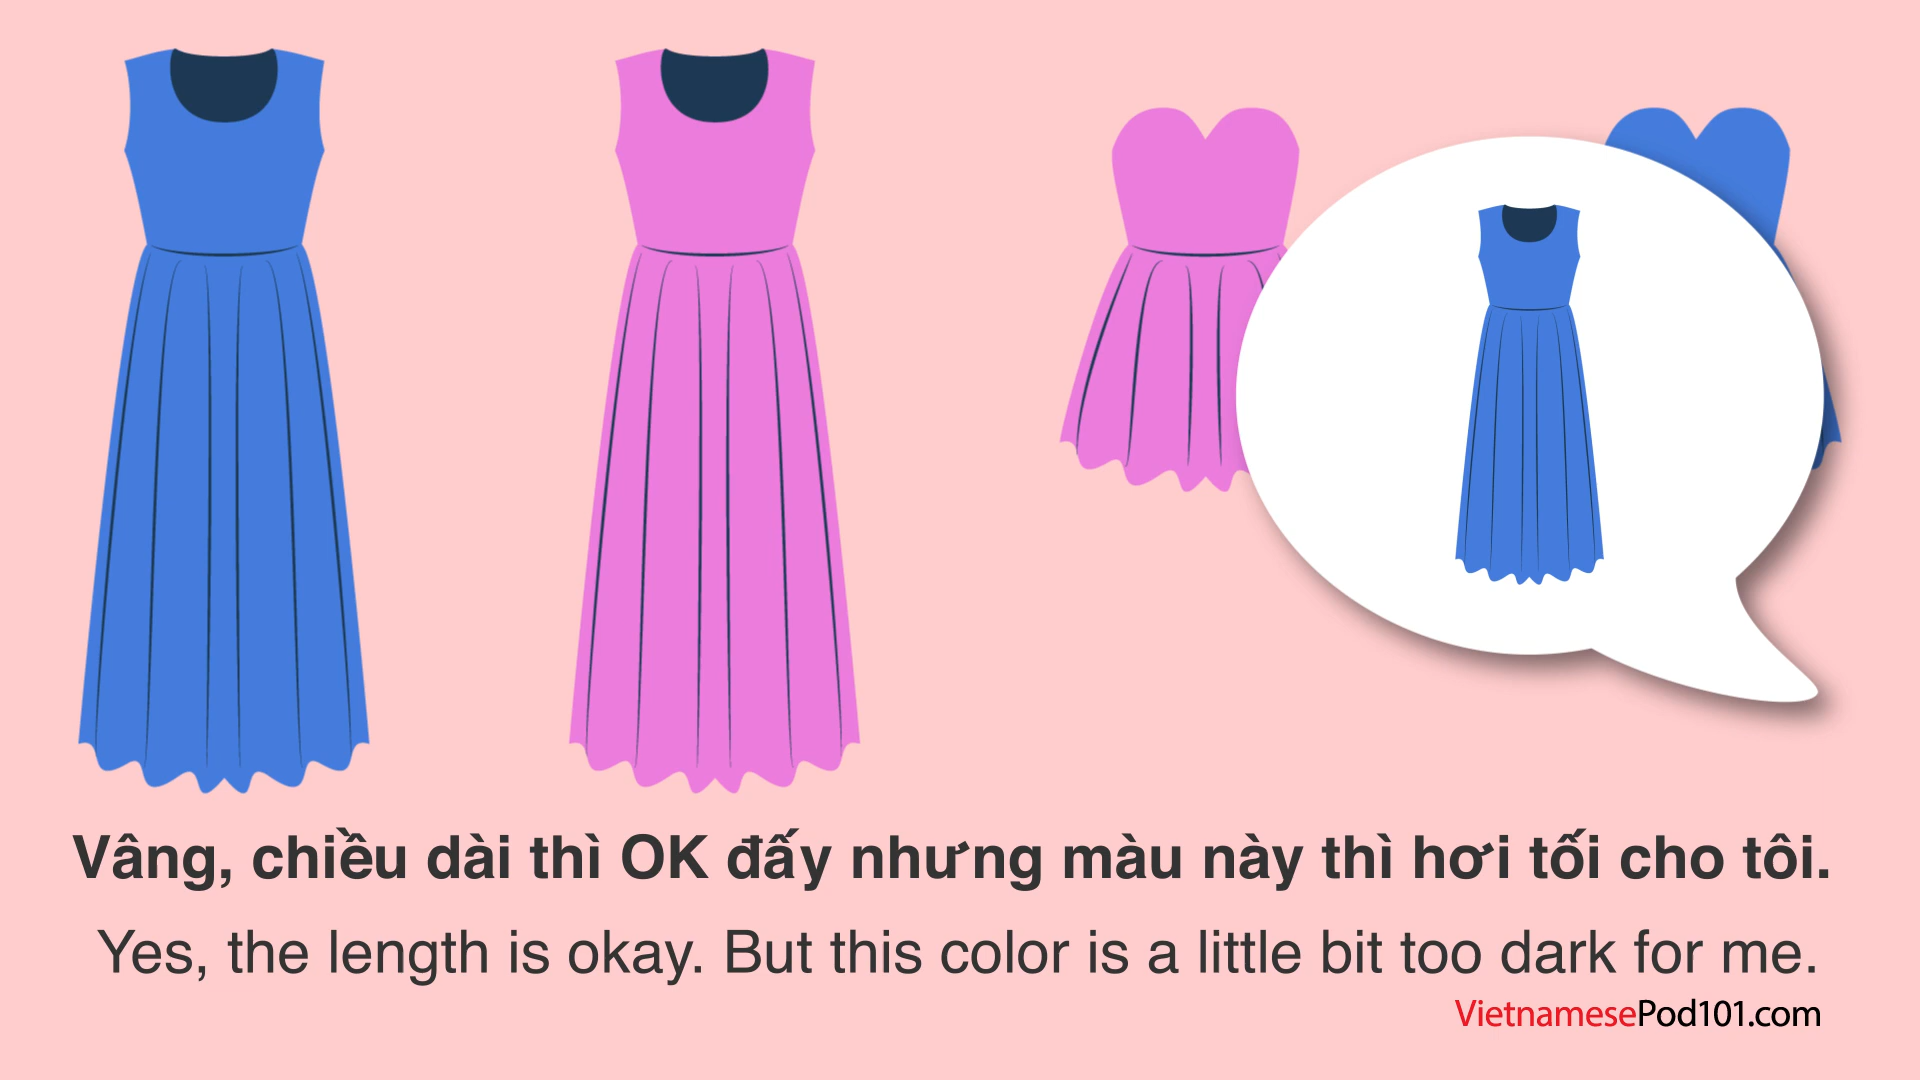 Vâng, chiều dài thì OK đấy nhưng màu này thì hơi tối cho tôi.
Yes, the length is okay. But this color is a little bit too dark for me.
VietnamesePod101.com